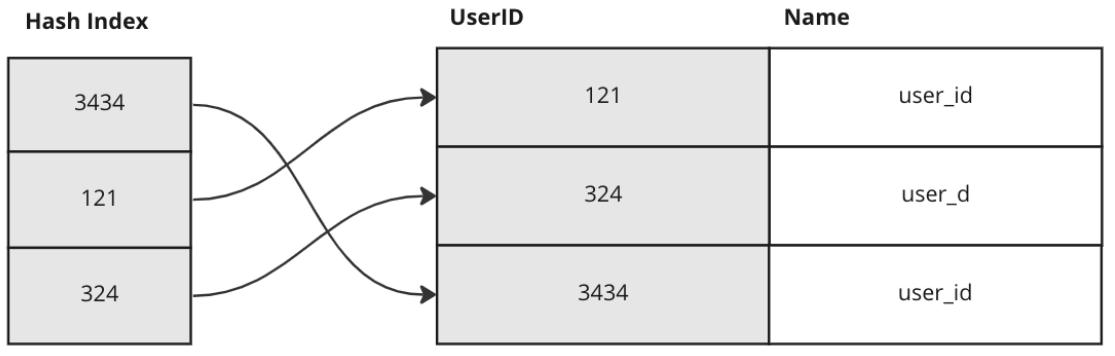 Hash Index
UserID Name
3434
121
324
121 user_id
324 user_d
3434 user_id